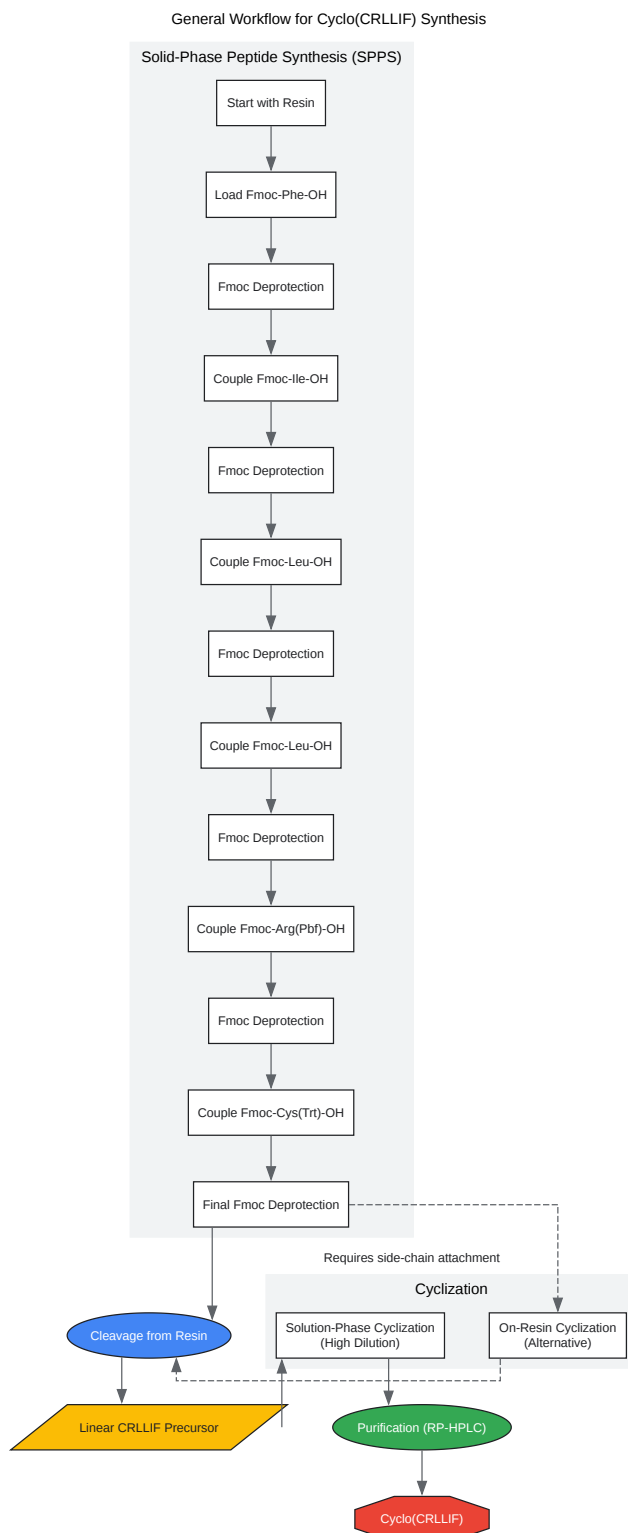 General Workflow for Cyclo(CRLLIF) Synthesis
Solid-Phase Peptide Synthesis (SPPS)
Start with Resin
Load Fmoc-Phe-OH
Fmoc Deprotection
Couple Fmoc-Ile-OH
Fmoc Deprotection
Couple Fmoc-Leu-OH
Fmoc Deprotection
Couple Fmoc-Leu-OH
Fmoc Deprotection
Couple Fmoc-Arg(Pbf)-OH
Fmoc Deprotection
Couple Fmoc-Cys(Trt)-OH
Final Fmoc Deprotection
Requires side-chain attachment
Cyclization
Cleavage from Resin
Solution-Phase Cyclization
(High Dilution)
On-Resin Cyclization
(Alternative)
Linear CRLLIF Precursor
Purification (RP-HPLC)
Cyclo(CRLLIF)